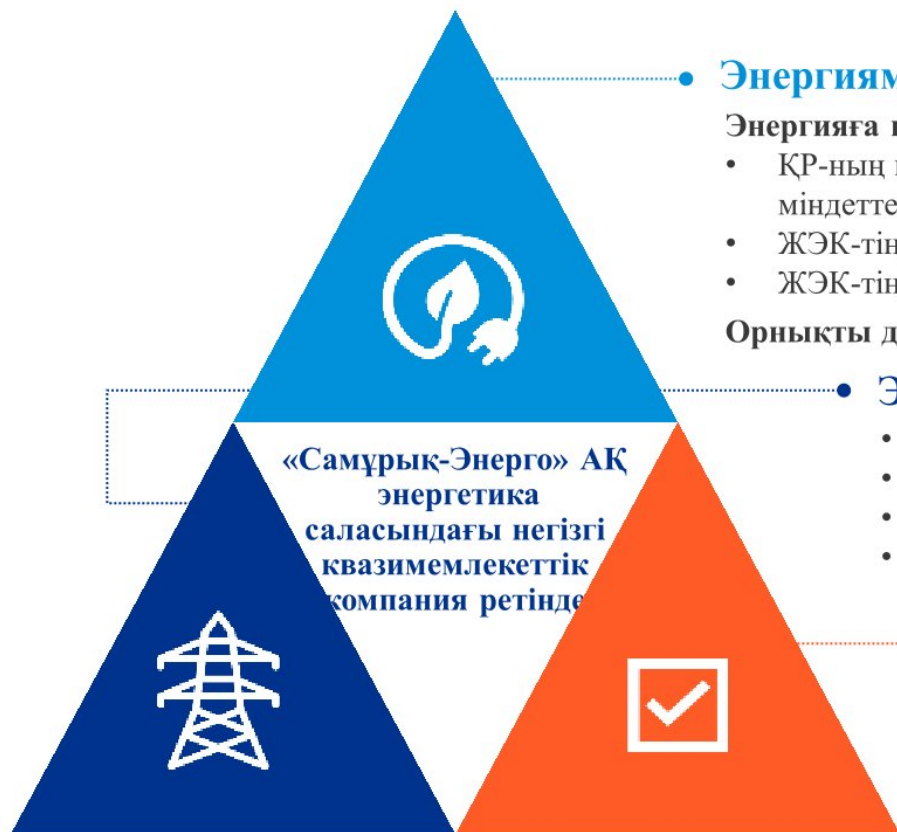 Энергиям
Энергияға
• ҚР-ның
міндетте
• ЖЭК-тің
• ЖЭК-тің
Орнықты д
Э
•
•
•
•
«Самұрық-Энерго» АҚ
энергетика
саласындағы негізгі
квазимемлекеттік
компания ретінде